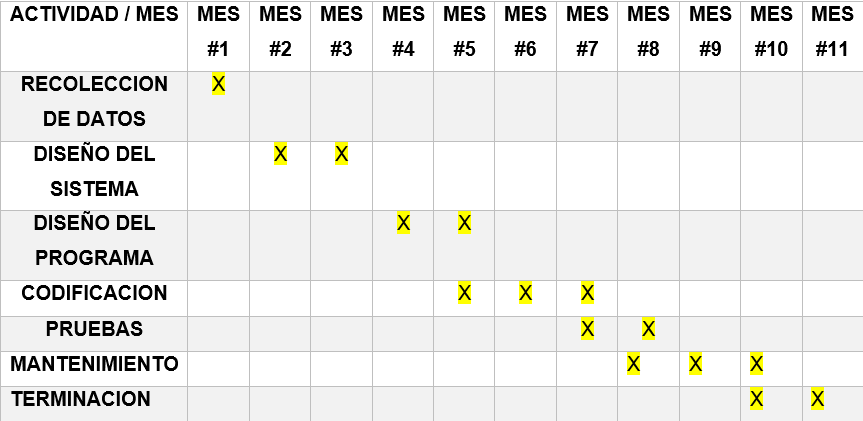 ACTIVIDAD / MES MES #1 MES #2 MES #3 MES #4 MES #5 MES #6 MES #7 MES #8 MES #9 MES #10 MES #11
RECOLECCION DE DATOS X
DISEÑO DEL SISTEMA X X
DISEÑO DEL PROGRAMA X X
CODIFICACION X X X
PRUEBAS X X
MANTENIMIENTO X X X
TERMINACION X X